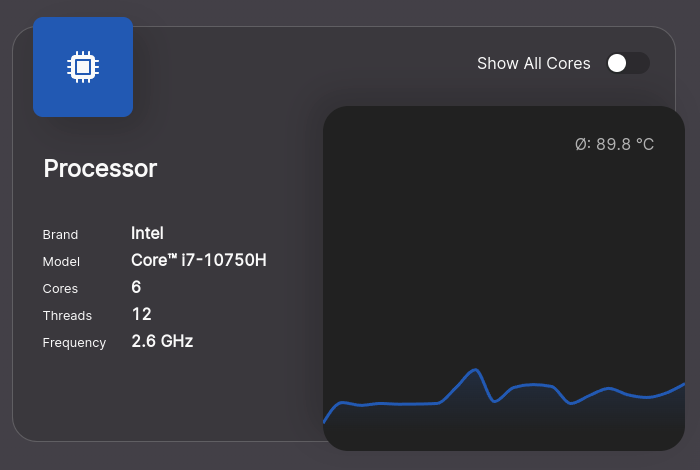 Show All Cores
Ø: 89.8 °C
Processor
Brand Intel
Model Core™ i7-10750H
Cores 6
Threads 12
Frequency 2.6 GHz